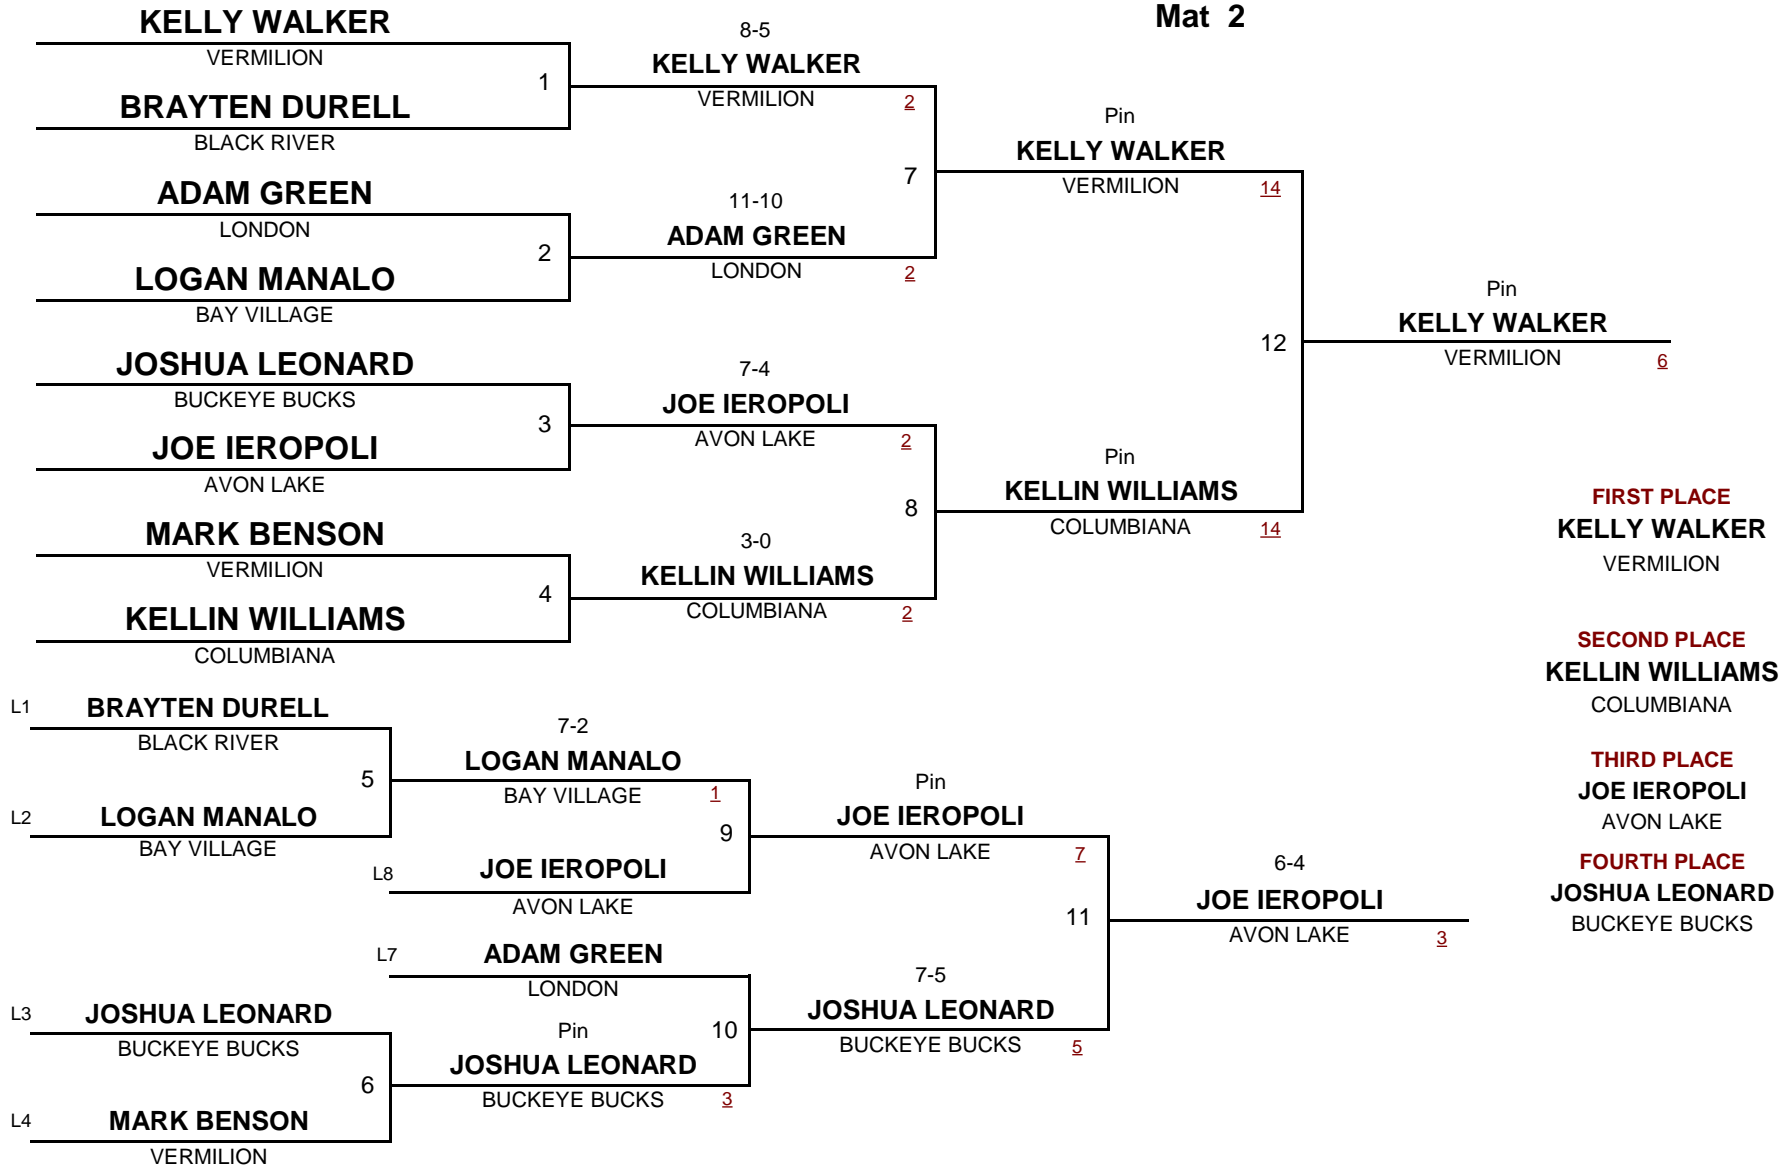 Mat 2
KELLY WALKER
VERMILION
1
BRAYTEN DURELL
BLACK RIVER
ADAM GREEN
LONDON
2
LOGAN MANALO
BAY VILLAGE
JOSHUA LEONARD
BUCKEYE BUCKS
3
JOE IEROPOLI
AVON LAKE
MARK BENSON
VERMILION
4
KELLIN WILLIAMS
COLUMBIANA
8-5
KELLY WALKER
VERMILION
2
7
11-10
ADAM GREEN
LONDON
2
7-4
JOE IEROPOLI
AVON LAKE
2
8
3-0
KELLIN WILLIAMS
COLUMBIANA
2
Pin
KELLY WALKER
VERMILION
14
12
Pin
KELLIN WILLIAMS
COLUMBIANA
14
Pin
KELLY WALKER
VERMILION
6
FIRST PLACE
KELLY WALKER
VERMILION
SECOND PLACE
KELLIN WILLIAMS
COLUMBIANA
THIRD PLACE
JOE IEROPOLI
AVON LAKE
FOURTH PLACE
JOSHUA LEONARD
BUCKEYE BUCKS
L1 BRAYTEN DURELL
BLACK RIVER
5
L2 LOGAN MANALO
BAY VILLAGE
L3 JOSHUA LEONARD
BUCKEYE BUCKS
6
L4 MARK BENSON
VERMILION
7-2
LOGAN MANALO
BAY VILLAGE
1
9
L8 JOE IEROPOLI
AVON LAKE
L7 ADAM GREEN
LONDON
10
Pin
JOSHUA LEONARD
BUCKEYE BUCKS
3
Pin
JOE IEROPOLI
AVON LAKE
7
11
7-5
JOSHUA LEONARD
BUCKEYE BUCKS
5
6-4
JOE IEROPOLI
AVON LAKE
3